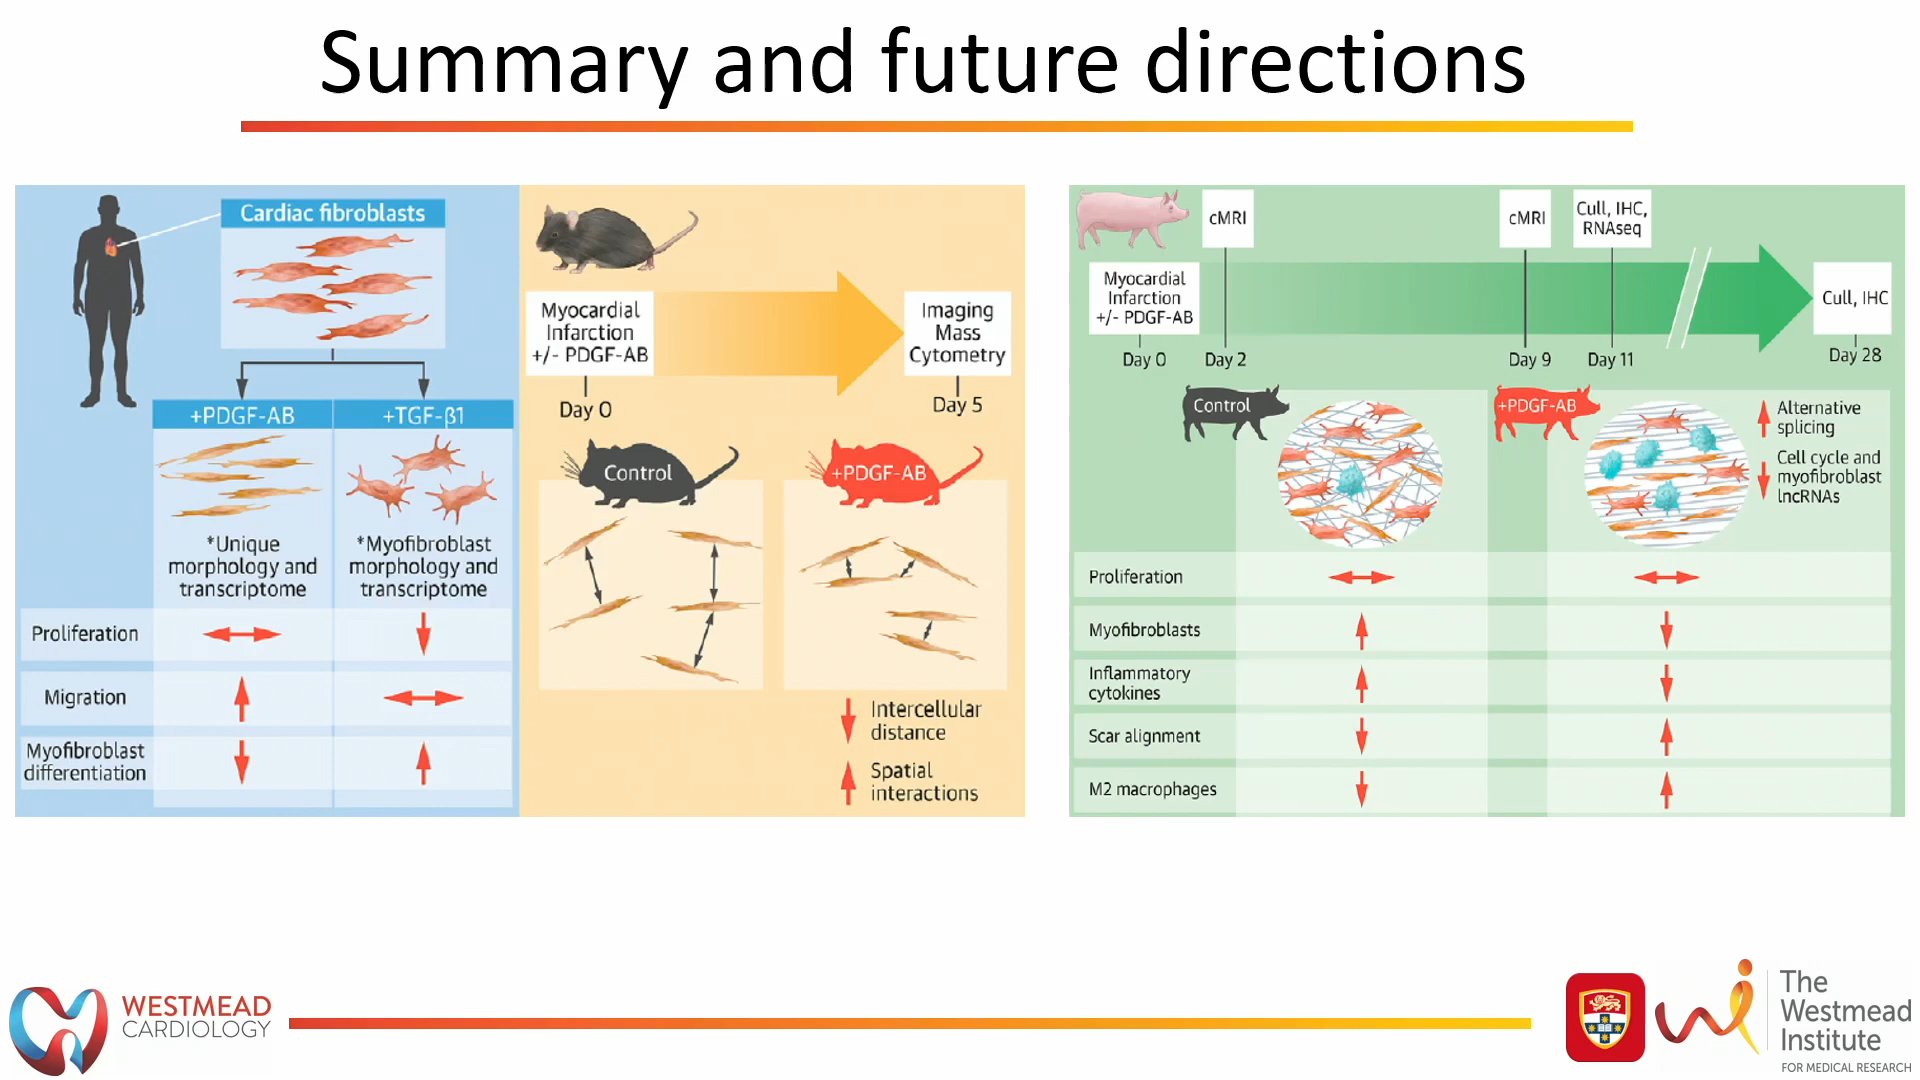 Summary and future directions
Cardiac fibroblasts
+PDGF-AB
+TGF-β1
*Unique
morphology and
transcriptome
*Myofibroblast
morphology and
transcriptome
Proliferation
Migration
Myofibroblast
differentiation
Myocardial
Infarction
+/- PDGF-AB
Day 0
Imaging
Mass
Cytometry
Day 5
Control
+PDGF-AB
Intercellular
distance
Spatial
interactions
cMRI
cMRI
Cull, IHC,
RNAseq
Myocardial
Infarction
+/- PDGF-AB
Cull, IHC
Day 0
Day 2
Day 9
Day 11
Day 28
Control
+PDGF-AB
Alternative
splicing
Cell cycle and
myofibroblast
lncRNAs
Proliferation
Myofibroblasts
Inflammatory
cytokines
Scar alignment
M2 macrophages
WESTMEAD
CARDIOLOGY
The
Westmead
Institute
FOR MEDICAL RESEARCH